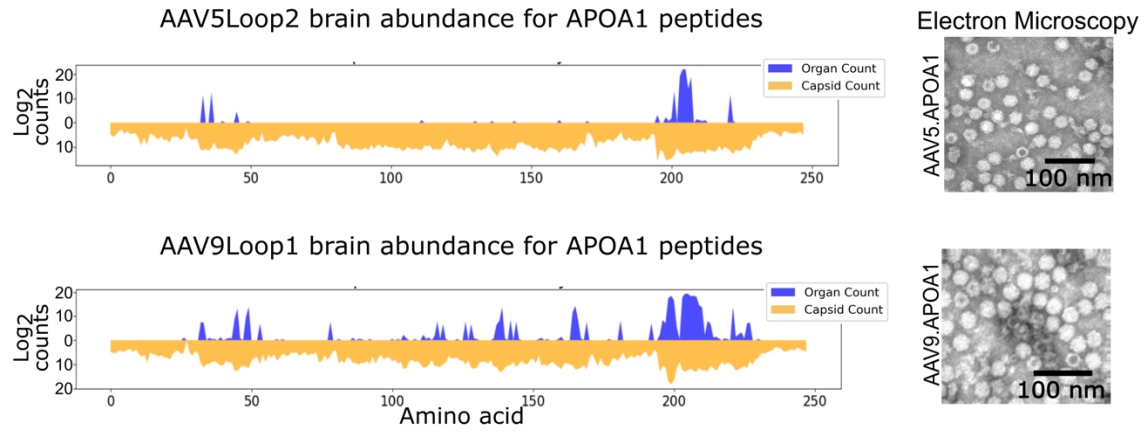 AAV5Loop2 brain abundance for APOA1 peptides
Electron Microscopy
Log2 counts
20
10
0
10
Organ Count
Capsid Count
0 50 100 150 200 250
AAV5.APOA1
100 nm
AAV9Loop1 brain abundance for APOA1 peptides
Log2 counts
20
10
0
10
20
Organ Count
Capsid Count
0 50 100 150 200 250
Amino acid
AAV9.APOA1
100 nm